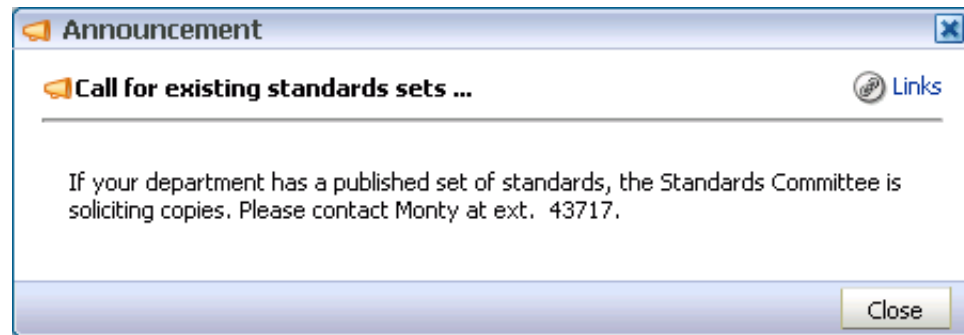 Announcement
Call for existing standards sets ...
Links
If your department has a published set of standards, the Standards Committee is
soliciting copies. Please contact Monty at ext.  43717.
Close